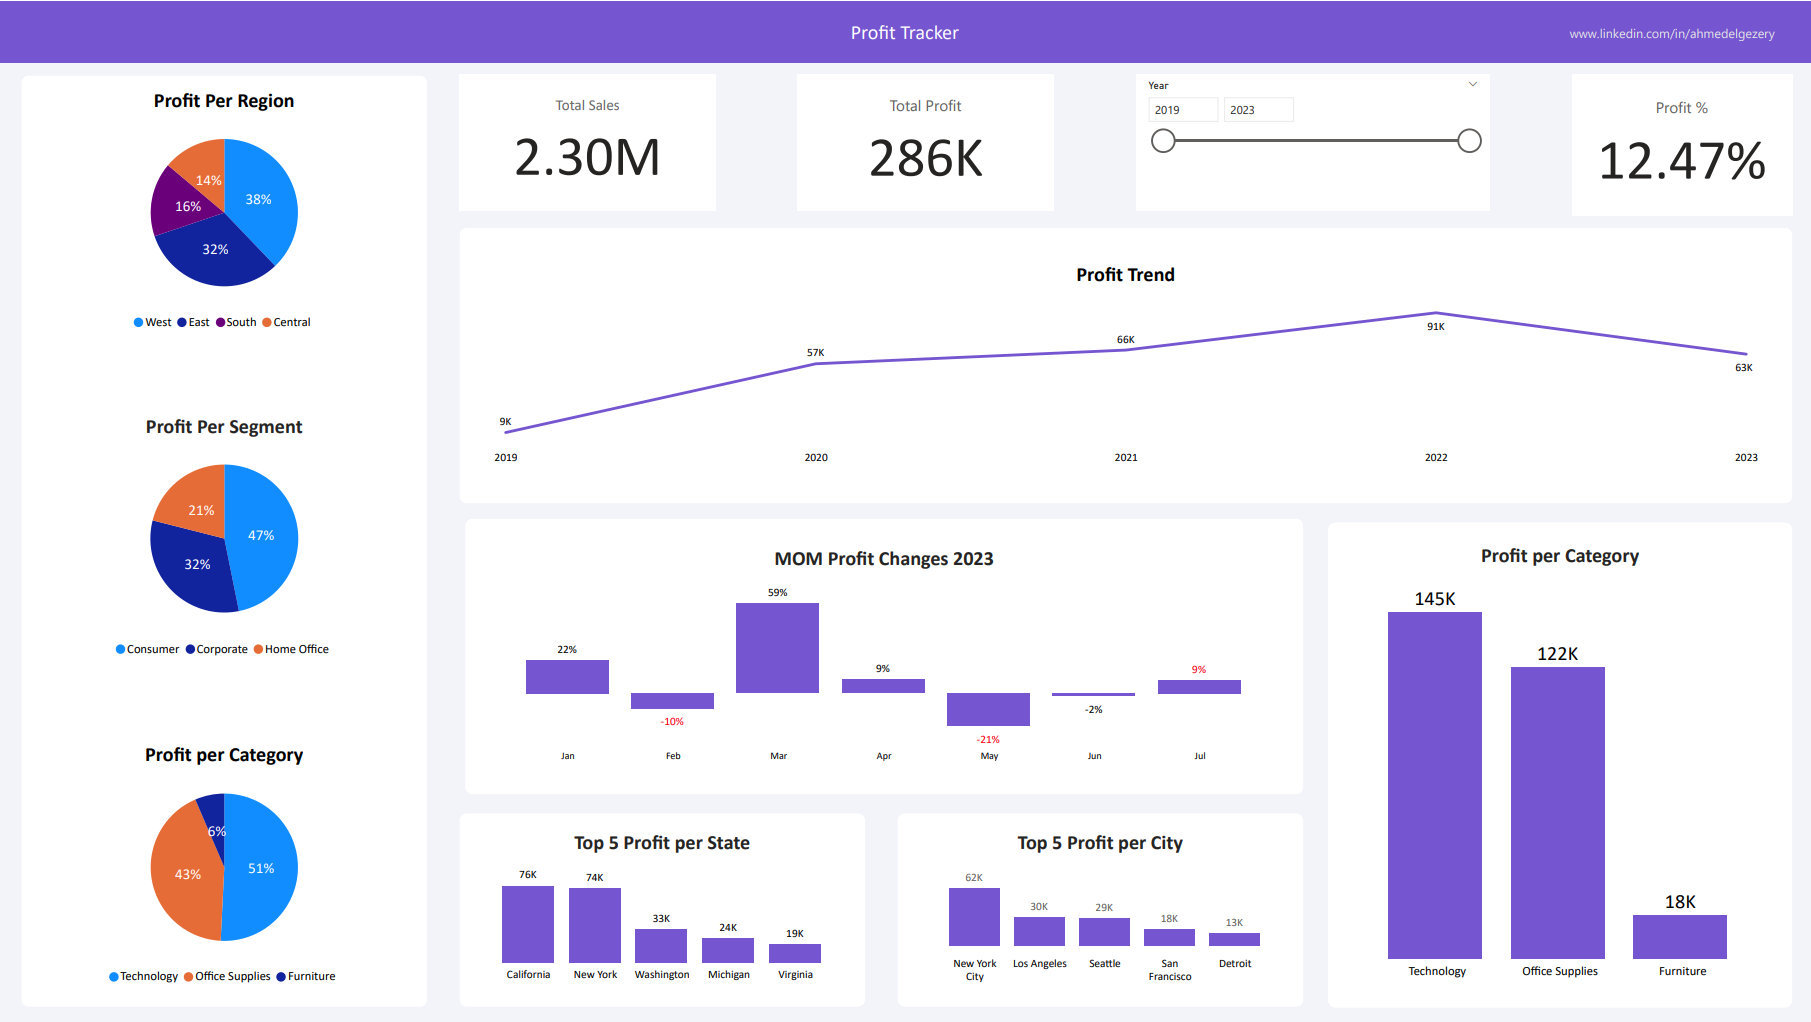 Profit Tracker
www.linkedin.com/in/ahmedelgezery
Profit Per Region
14%
38%
16%
32%
West East South Central
Profit Per Segment
21%
47%
32%
Consumer Corporate Home Office
Profit per Category
6%
43%
51%
Technology Office Supplies Furniture
Total Sales
2.30M
Total Profit
286K
Year
2019 2023
Profit %
12.47%
Profit Trend
9K
57K
66K
91K
63K
2019 2020 2021 2022 2023
MOM Profit Changes 2023
22%
-10%
59%
9%
-21%
-2%
9%
Jan Feb Mar Apr May Jun Jul
Profit per Category
145K
122K
18K
Technology Office Supplies Furniture
Top 5 Profit per State
76K
74K
33K
24K
19K
California New York Washington Michigan Virginia
Top 5 Profit per City
62K
30K
29K
18K
13K
New York City
Los Angeles
Seattle
San Francisco
Detroit